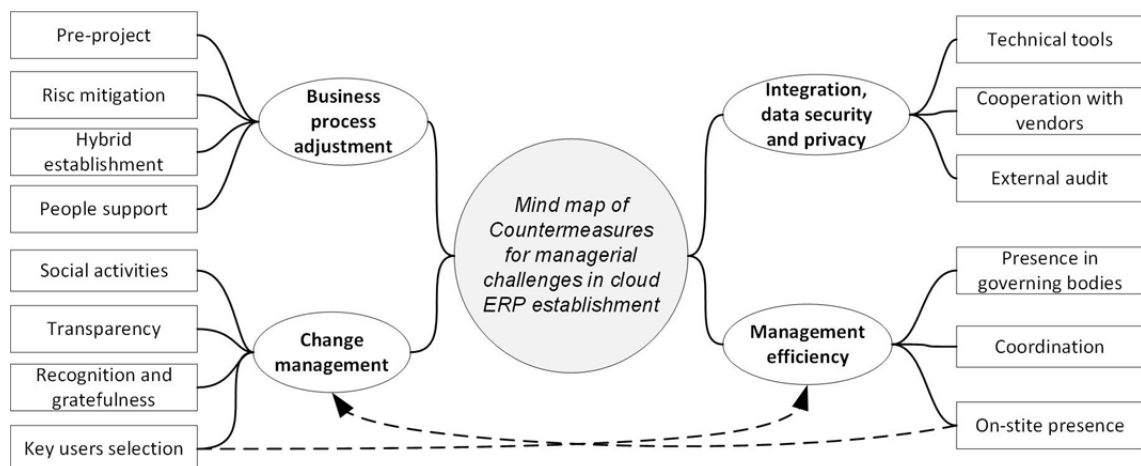 Pre-project
Risc mitigation
Hybrid
establishment
People support
Social activities
Transparency
Recognition and
gratefulness
Key users selection
Business
process
adjustment
Change
management
Mind map of
Countermeasures
for managerial
challenges in cloud
ERP establishment
Integration,
data security
and privacy
Management
efficiency
Technical tools
Cooperation with
vendors
External audit
Presence in
governing bodies
Coordination
On-stite presence